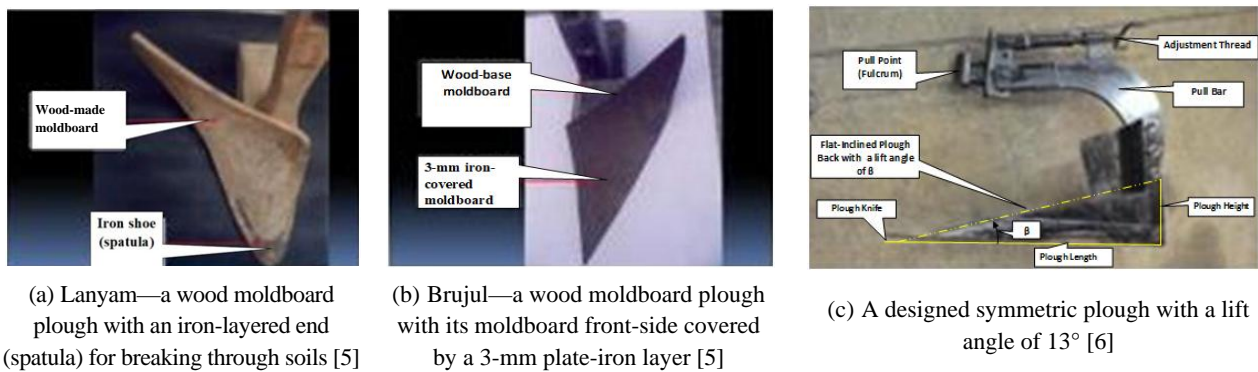 Wood-made
moldboard
Iron shoe
(spatula)
Wood-base
moldboard
3-mm iron-
covered
moldboard
Pull Point
(Fulcrum)
Adjustment Thread
Pull Bar
Flat-Inclined Plough
Back with a lift angle
of β
Plough Knife
β
Plough Height
Plough Length
(a) Lanyam—a wood moldboard
plough with an iron-layered end
(spatula) for breaking through soils [5]
(b) Brujul—a wood moldboard plough
with its moldboard front-side covered
by a 3-mm plate-iron layer [5]
(c) A designed symmetric plough with a lift
angle of 13° [6]